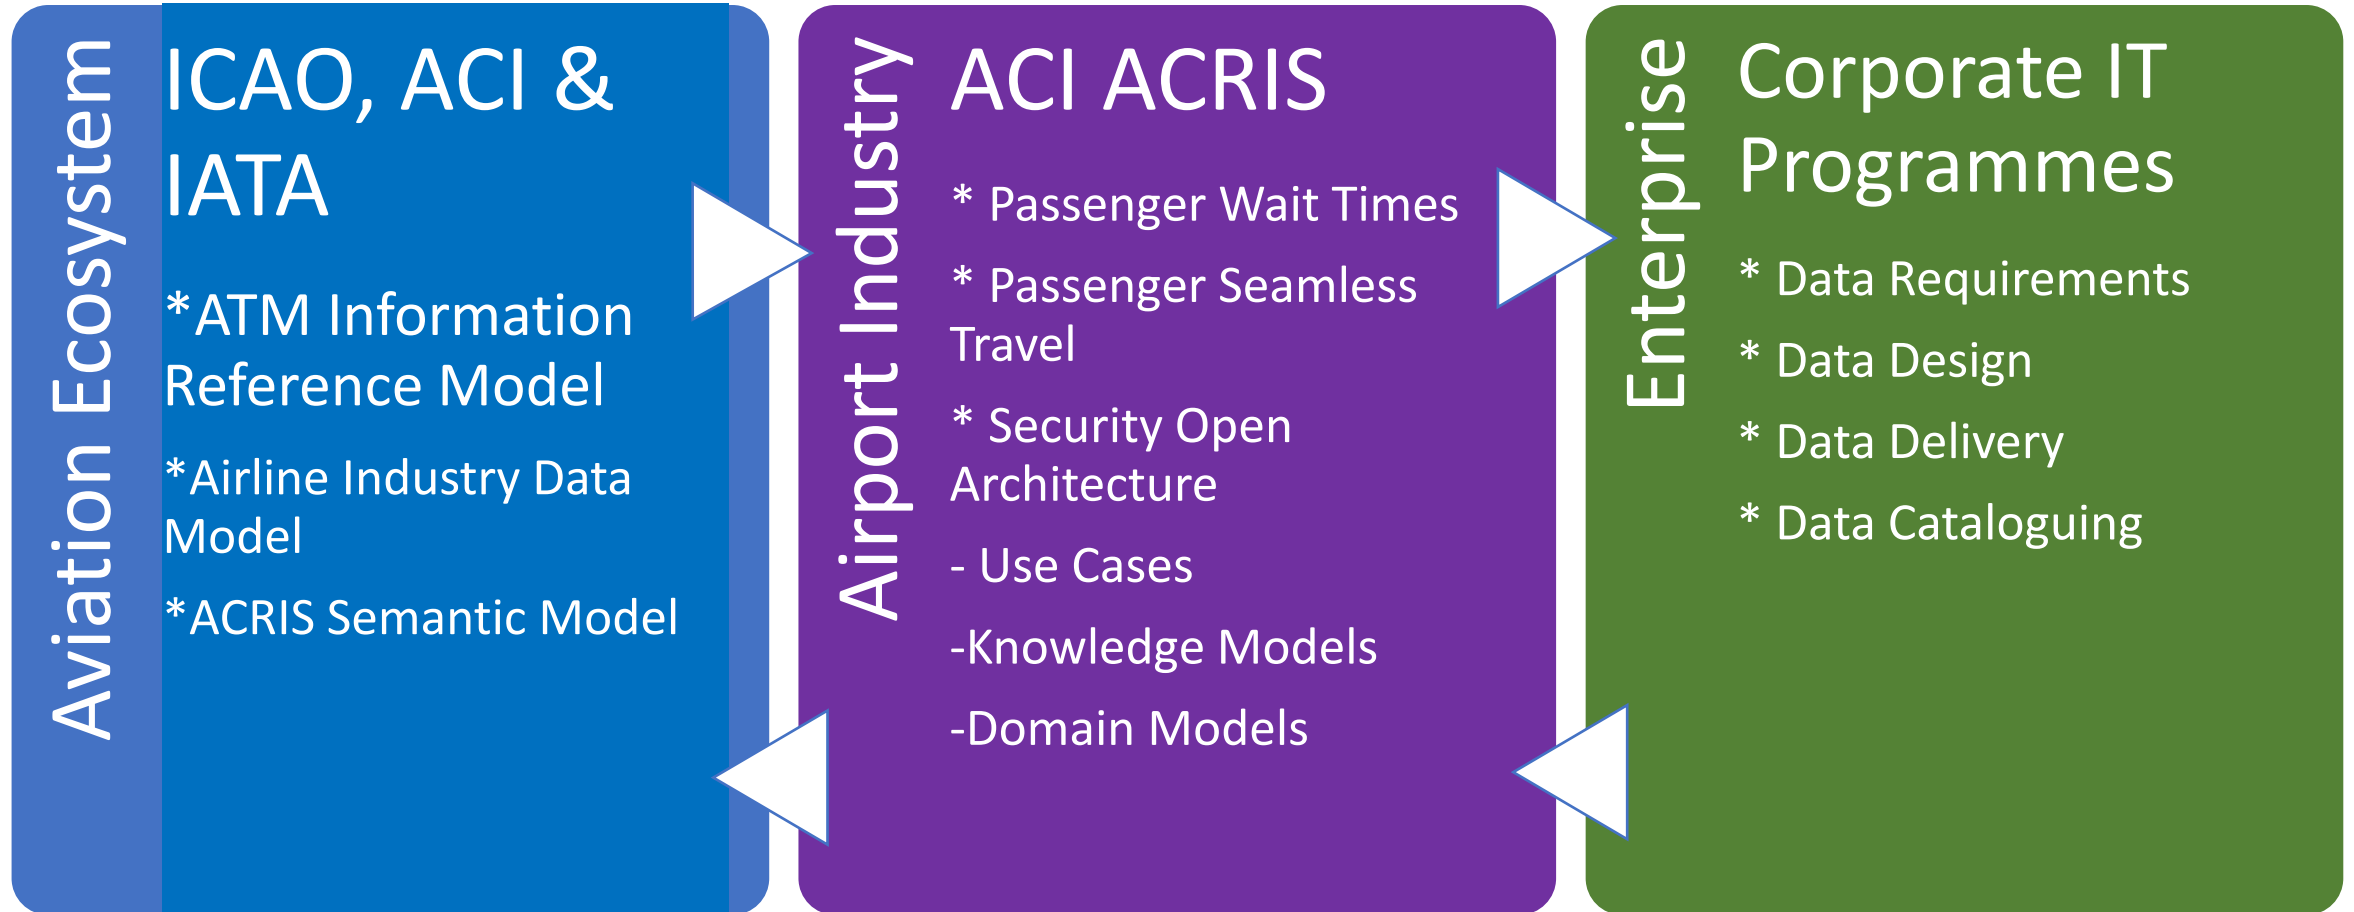 Aviation Ecosystem
ICAO, ACI &
IATA
*ATM Information
Reference Model
*Airline Industry Data
Model
*ACRIS Semantic Model
Airport Industry
ACI ACRIS
* Passenger Wait Times
* Passenger Seamless
Travel
* Security Open
Architecture
- Use Cases
-Knowledge Models
-Domain Models
Enterprise
Corporate IT
Programmes
* Data Requirements
* Data Design
* Data Delivery
* Data Cataloguing